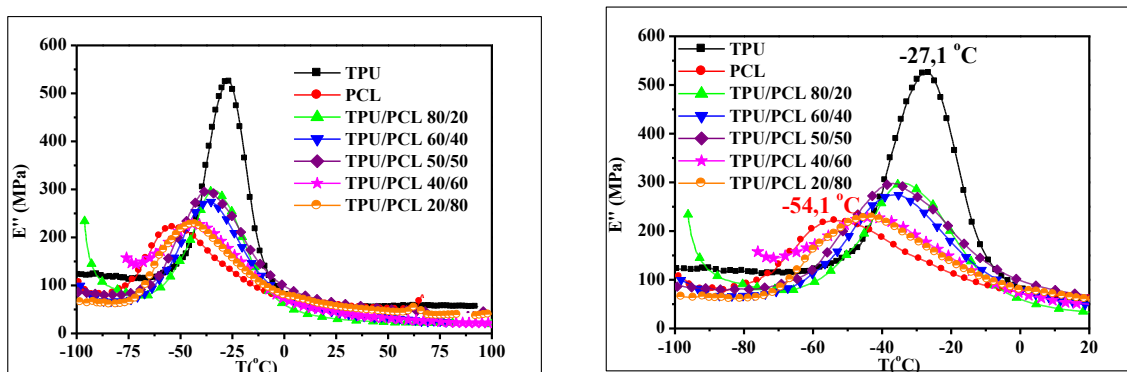 600
500
400
300
200
100
0
E'' (MPa)
-100 -75 -50 -25 0 25 50 75 100
T(°C)
TPU
PCL
TPU/PCL 80/20
TPU/PCL 60/40
TPU/PCL 50/50
TPU/PCL 40/60
TPU/PCL 20/80
600
500
400
300
200
100
0
E'' (MPa)
-100 -80 -60 -40 -20 0 20
T(°C)
TPU
PCL
TPU/PCL 80/20
TPU/PCL 60/40
TPU/PCL 50/50
TPU/PCL 40/60
TPU/PCL 20/80
-27,1 °C
-54,1 °C